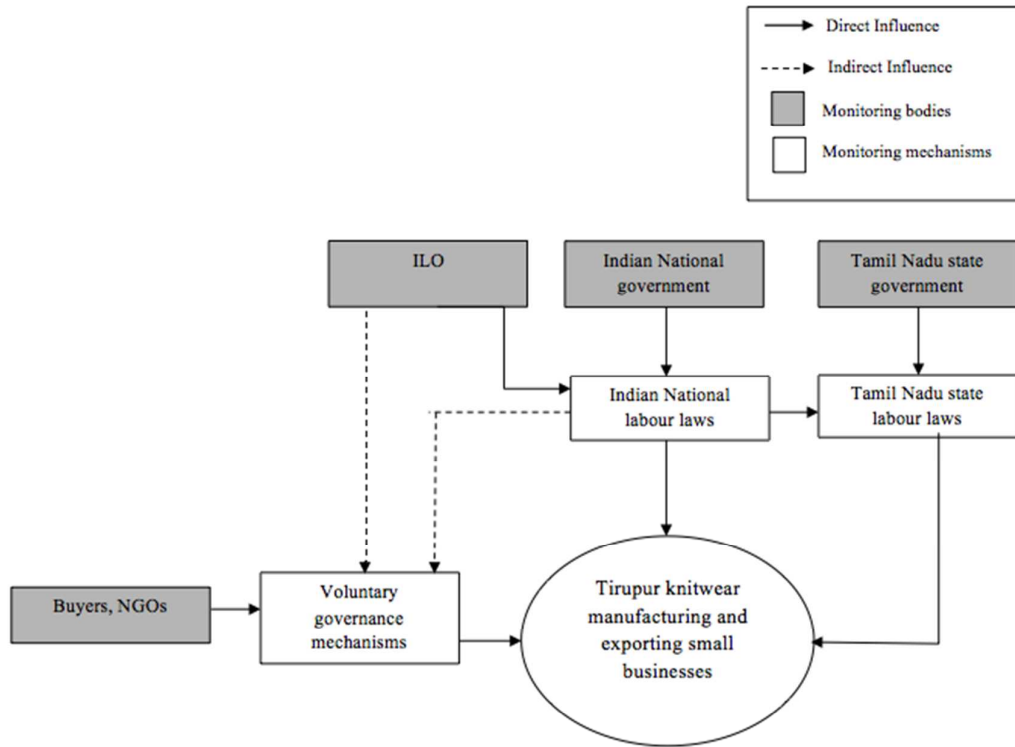 Direct Influence
Indirect Influence
Monitoring bodies
Monitoring mechanisms
ILO
Indian National
government
Tamil Nadu state
government
Indian National
labour laws
Tamil Nadu state
labour laws
Buyers, NGOs
Voluntary
governance
mechanisms
Tirupur knitwear
manufacturing and
exporting small
businesses